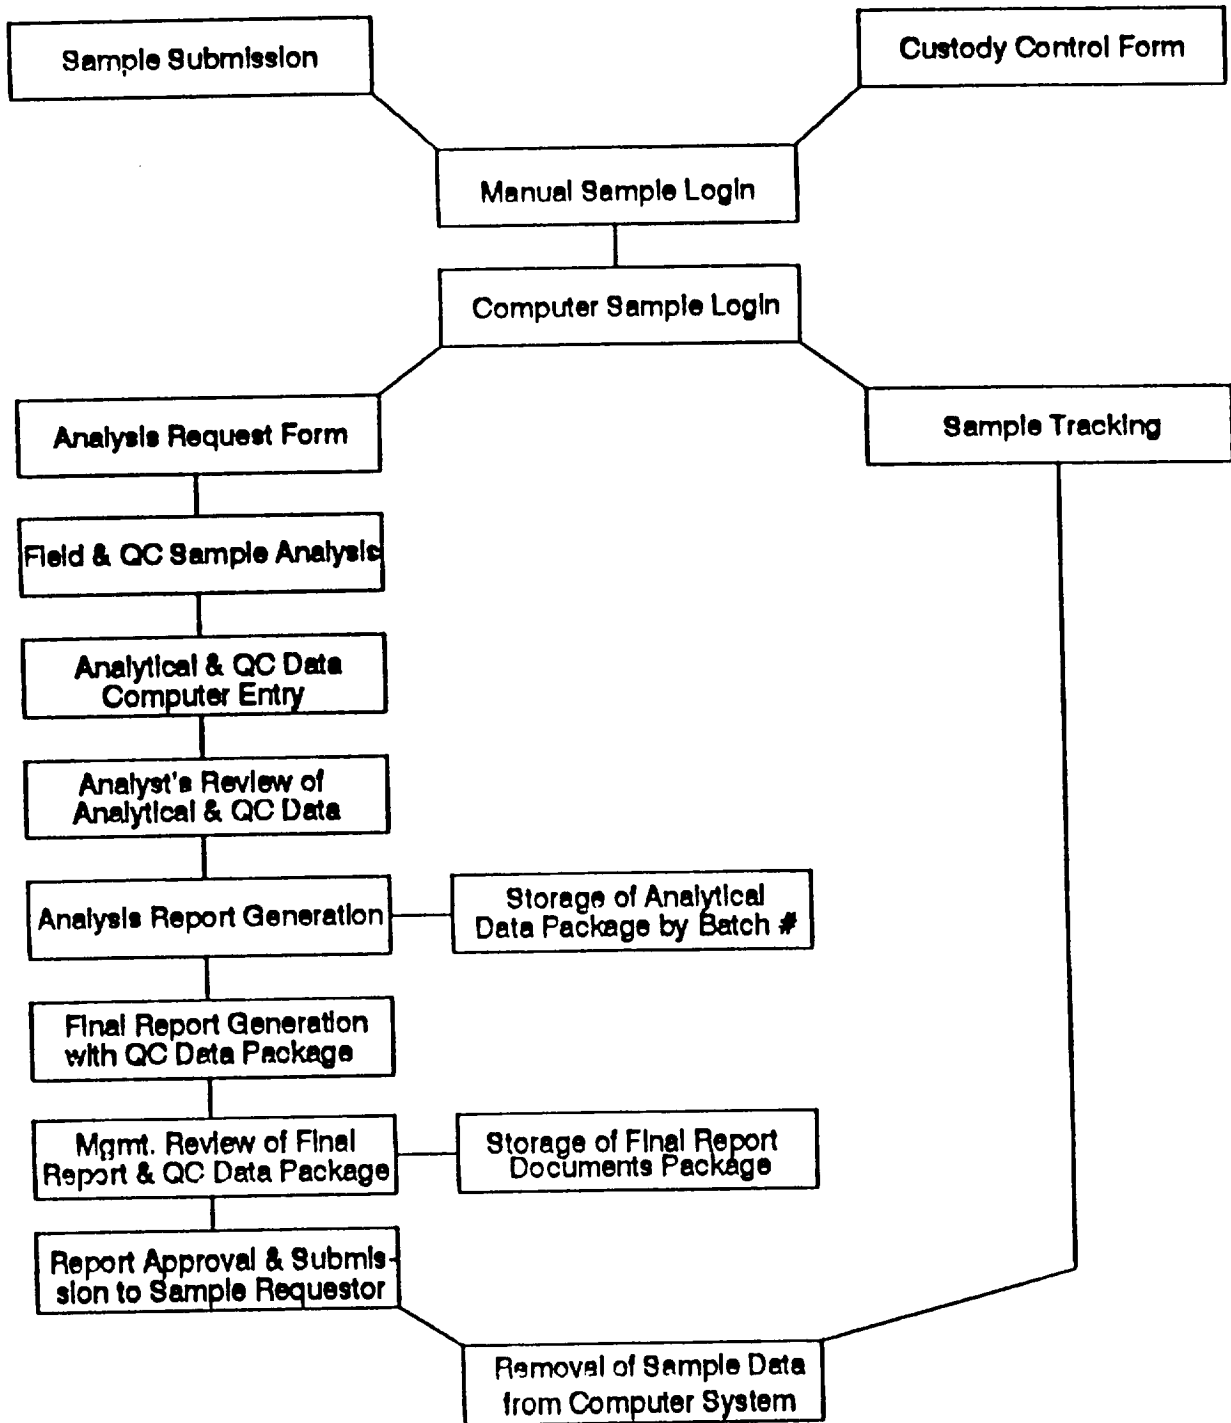 Sample Submission
Custody Control Form
Manual Sample Login
Computer Sample Login
Analysis Request Form
Sample Tracking
Field & QC Sample Analysis
Analytical & QC Data
Computer Entry
Analyst's Review of
Analytical & QC Data
Analysis Report Generation
Storage of Analytical
Data Package by Batch #
Final Report Generation
with QC Data Package
Mgmt. Review of Final
Report & QC Data Package
Storage of Final Report
Documents Package
Report Approval & Submis-
sion to Sample Requestor
Removal of Sample Data
from Computer System